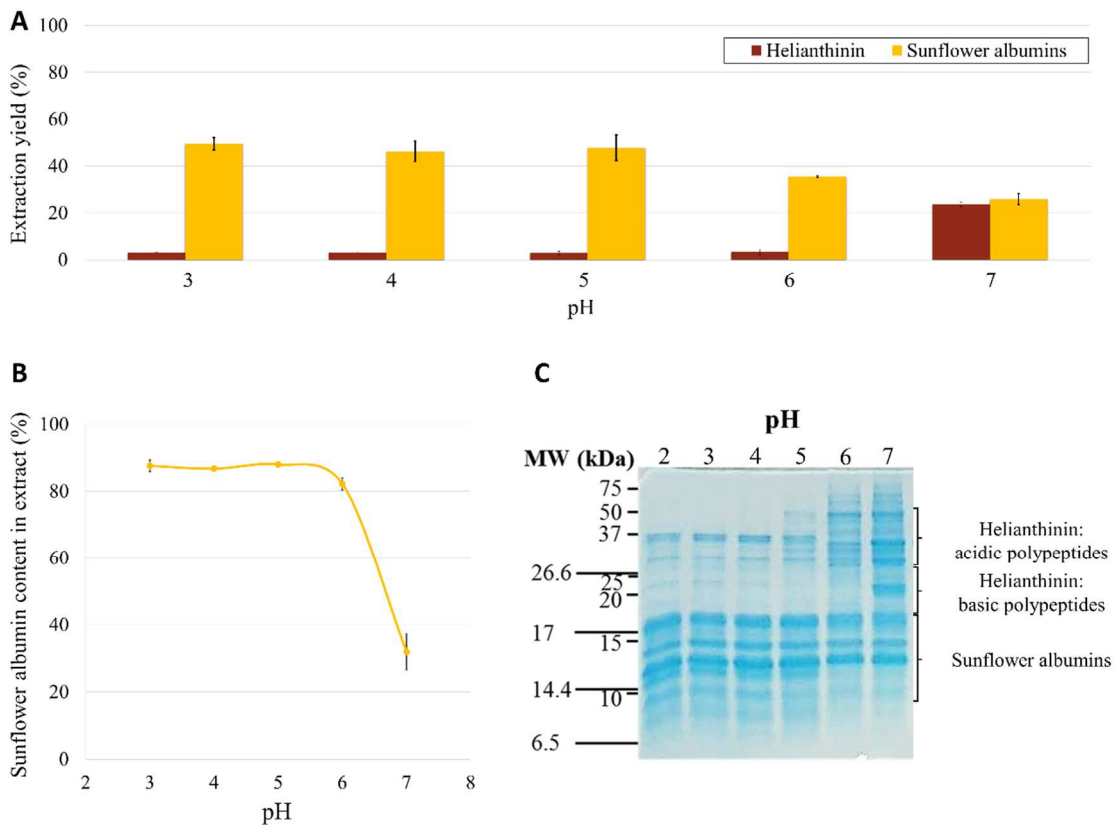 A
Extraction yield (%)
100
80
60
40
20
0
Helianthinin
Sunflower albumins
3 4 5 6 7
pH
B
Sunflower albumin content in extract (%)
100
80
60
40
20
0
2 3 4 5 6 7 8
pH
C
pH
MW (kDa) 2 3 4 5 6 7
75
50
37
26.6
25
20
17
15
14.4
10
6.5
Helianthinin:
acidic polypeptides
Helianthinin:
basic polypeptides
Sunflower albumins